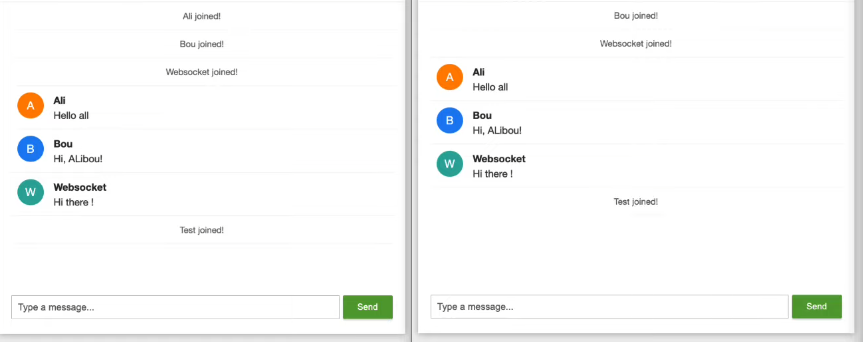 Ali joined!
Bou joined!
Websocket joined!
A
Ali
Hello all
B
Bou
Hi, ALibou!
W
Websocket
Hi there !
Test joined!
Type a message...
Send
Bou joined!
Websocket joined!
A
Ali
Hello all
B
Bou
Hi, ALibou!
W
Websocket
Hi there !
Test joined!
Type a message...
Send